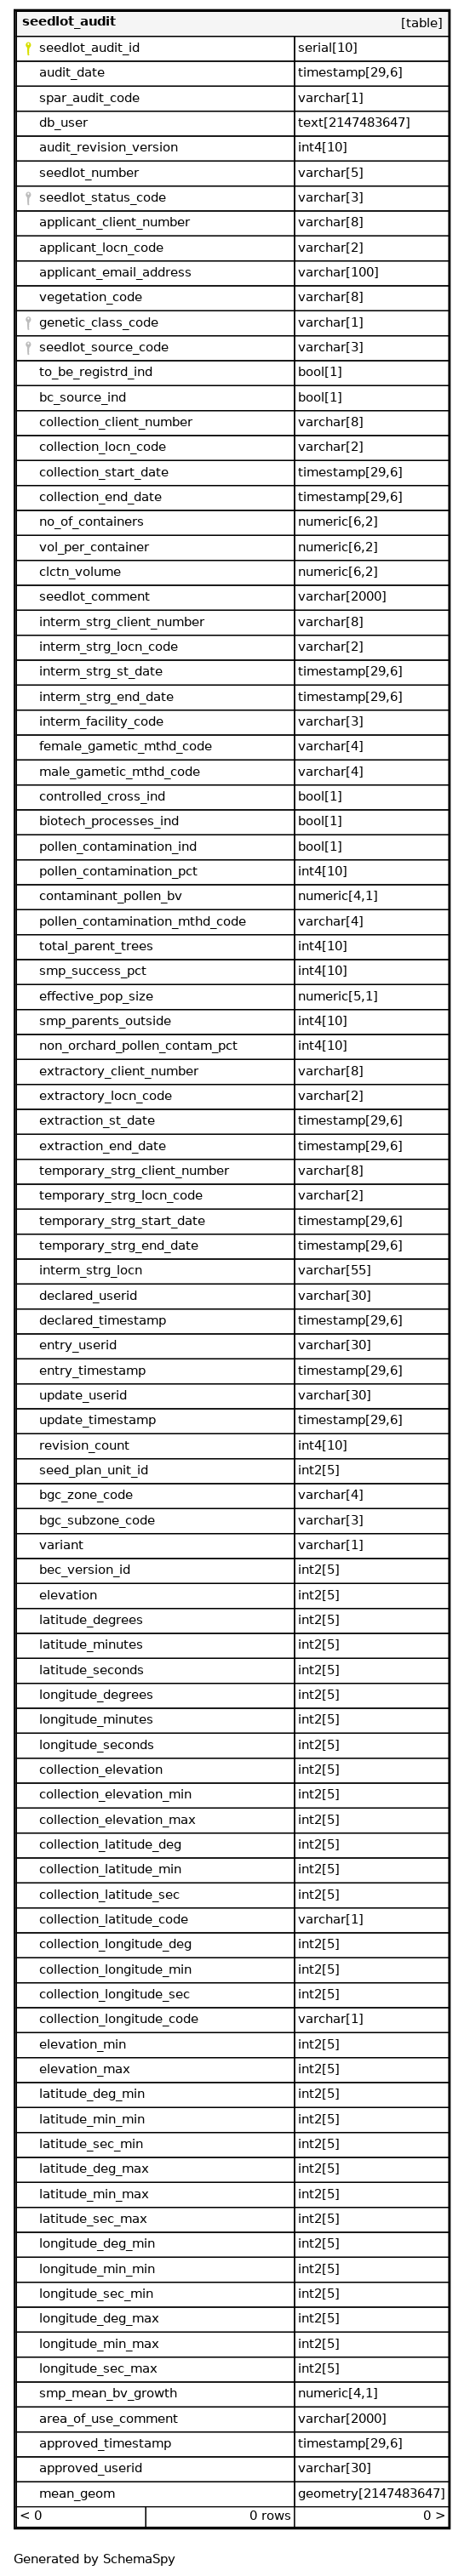 seedlot_audit [table]
seedlot_audit_id serial[10]
audit_date timestamp[29,6]
spar_audit_code varchar[1]
db_user text[2147483647]
audit_revision_version int4[10]
seedlot_number varchar[5]
seedlot_status_code varchar[3]
applicant_client_number varchar[8]
applicant_locn_code varchar[2]
applicant_email_address varchar[100]
vegetation_code varchar[8]
genetic_class_code varchar[1]
seedlot_source_code varchar[3]
to_be_registrd_ind bool[1]
bc_source_ind bool[1]
collection_client_number varchar[8]
collection_locn_code varchar[2]
collection_start_date timestamp[29,6]
collection_end_date timestamp[29,6]
no_of_containers numeric[6,2]
vol_per_container numeric[6,2]
clctn_volume numeric[6,2]
seedlot_comment varchar[2000]
interm_strg_client_number varchar[8]
interm_strg_locn_code varchar[2]
interm_strg_st_date timestamp[29,6]
interm_strg_end_date timestamp[29,6]
interm_facility_code varchar[3]
female_gametic_mthd_code varchar[4]
male_gametic_mthd_code varchar[4]
controlled_cross_ind bool[1]
biotech_processes_ind bool[1]
pollen_contamination_ind bool[1]
pollen_contamination_pct int4[10]
contaminant_pollen_bv numeric[4,1]
pollen_contamination_mthd_code varchar[4]
total_parent_trees int4[10]
smp_success_pct int4[10]
effective_pop_size numeric[5,1]
smp_parents_outside int4[10]
non_orchard_pollen_contam_pct int4[10]
extractory_client_number varchar[8]
extractory_locn_code varchar[2]
extraction_st_date timestamp[29,6]
extraction_end_date timestamp[29,6]
temporary_strg_client_number varchar[8]
temporary_strg_locn_code varchar[2]
temporary_strg_start_date timestamp[29,6]
temporary_strg_end_date timestamp[29,6]
interm_strg_locn varchar[55]
declared_userid varchar[30]
declared_timestamp timestamp[29,6]
entry_userid varchar[30]
entry_timestamp timestamp[29,6]
update_userid varchar[30]
update_timestamp timestamp[29,6]
revision_count int4[10]
seed_plan_unit_id int2[5]
bgc_zone_code varchar[4]
bgc_subzone_code varchar[3]
variant varchar[1]
bec_version_id int2[5]
elevation int2[5]
latitude_degrees int2[5]
latitude_minutes int2[5]
latitude_seconds int2[5]
longitude_degrees int2[5]
longitude_minutes int2[5]
longitude_seconds int2[5]
collection_elevation int2[5]
collection_elevation_min int2[5]
collection_elevation_max int2[5]
collection_latitude_deg int2[5]
collection_latitude_min int2[5]
collection_latitude_sec int2[5]
collection_latitude_code varchar[1]
collection_longitude_deg int2[5]
collection_longitude_min int2[5]
collection_longitude_sec int2[5]
collection_longitude_code varchar[1]
elevation_min int2[5]
elevation_max int2[5]
latitude_deg_min int2[5]
latitude_min_min int2[5]
latitude_sec_min int2[5]
latitude_deg_max int2[5]
latitude_min_max int2[5]
latitude_sec_max int2[5]
longitude_deg_min int2[5]
longitude_min_min int2[5]
longitude_sec_min int2[5]
longitude_deg_max int2[5]
longitude_min_max int2[5]
longitude_sec_max int2[5]
smp_mean_bv_growth numeric[4,1]
area_of_use_comment varchar[2000]
approved_timestamp timestamp[29,6]
approved_userid varchar[30]
mean_geom geometry[2147483647]
< 0 0 rows 0 >
Generated by SchemaSpy